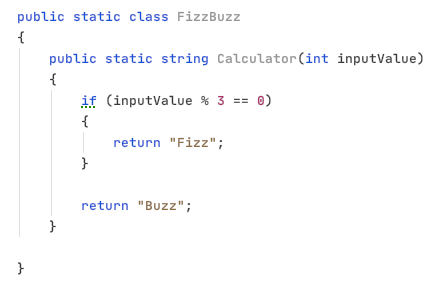 public static class FizzBuzz
{
    public static string Calculator(int inputValue)
    {
        if (inputValue % 3 == 0)
        {
            return "Fizz";
        }

        return "Buzz";
    }

}